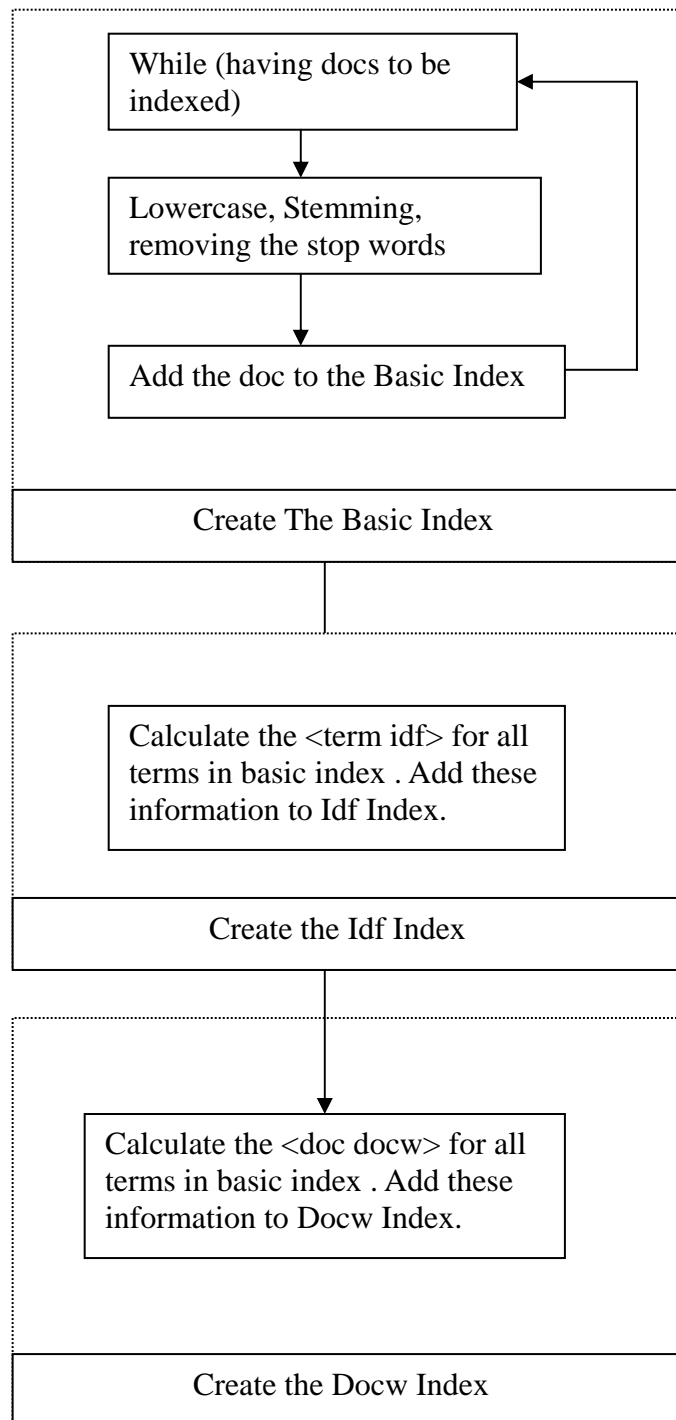 While (having docs to be
indexed)
Lowercase, Stemming,
removing the stop words
Add the doc to the Basic Index
Create The Basic Index
Calculate the <term idf> for all
terms in basic index . Add these
information to Idf Index.
Create the Idf Index
Calculate the <doc docw> for all
terms in basic index . Add these
information to Docw Index.
Create the Docw Index